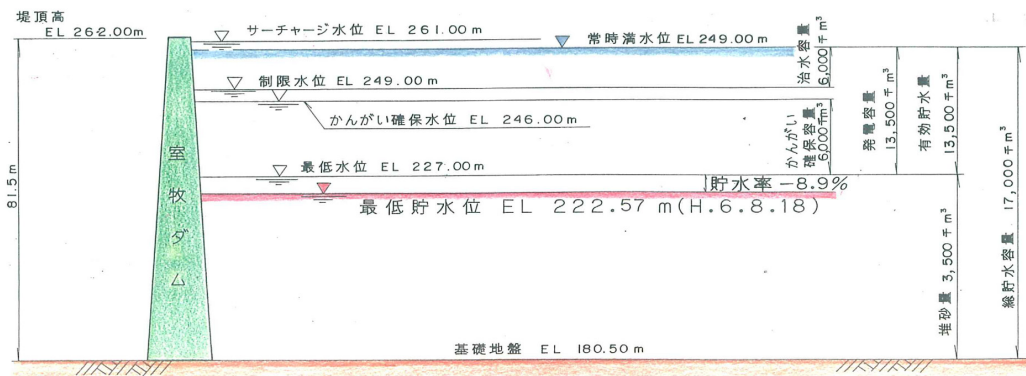 堤頂高
EL 262.00m
サーチャージ水位 EL 261.00m
常時満水位 EL 249.00m
制限水位 EL 249.00m
かんがい確保水位 EL 246.00m
最低水位 EL 227.00m
貯水率 −8.9%
最低貯水位 EL 222.57 m(H.6.8.18)
基礎地盤 EL 180.50m
81.5m
室牧ダム
治水容量
6,000千m³
かんがい
確保容量
6,000千m³
発電容量
13,500千m³
有効貯水量
13,500千m³
堆砂量 3,500千m³
総貯水容量 17,000千m³